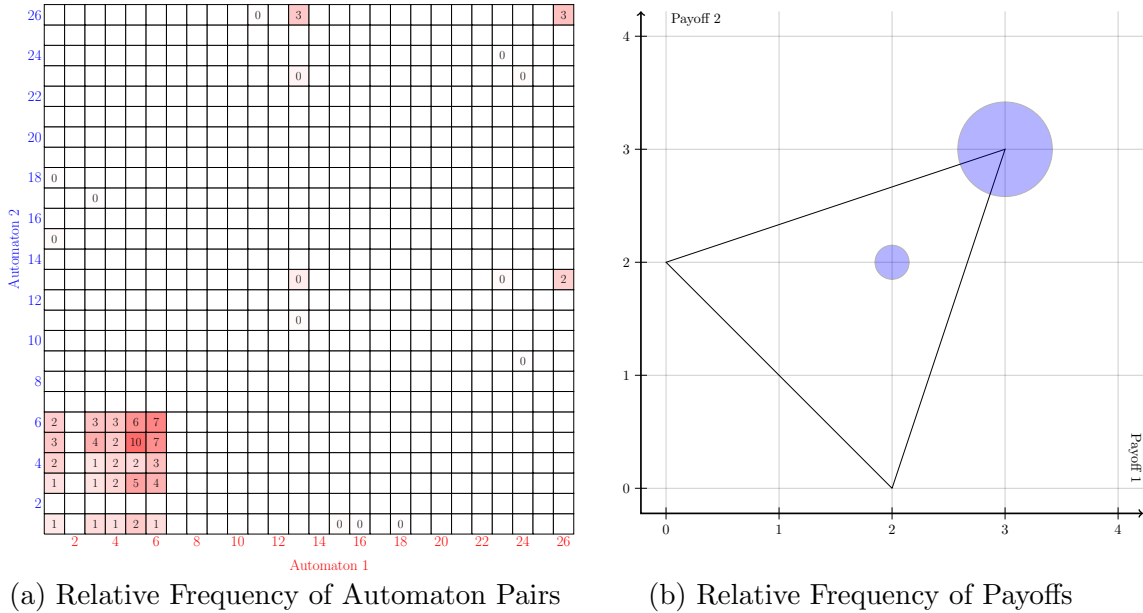 26 0 3 3
24 0
0 0
22
20
18 0
0
16
0
14
0 0 2
12
0
10
0
8
6 2 3 3 6 7
3 4 2 10 7
4 2 1 2 2 3
1 1 2 5 4
2
1 1 1 2 1 0 0 0
2 4 6 8 10 12 14 16 18 20 22 24 26
Automaton 1
Automaton 2
(a) Relative Frequency of Automaton Pairs
Payoff 2
4
3
2
1
0
0 1 2 3 4
Payoff 1
(b) Relative Frequency of Payoffs